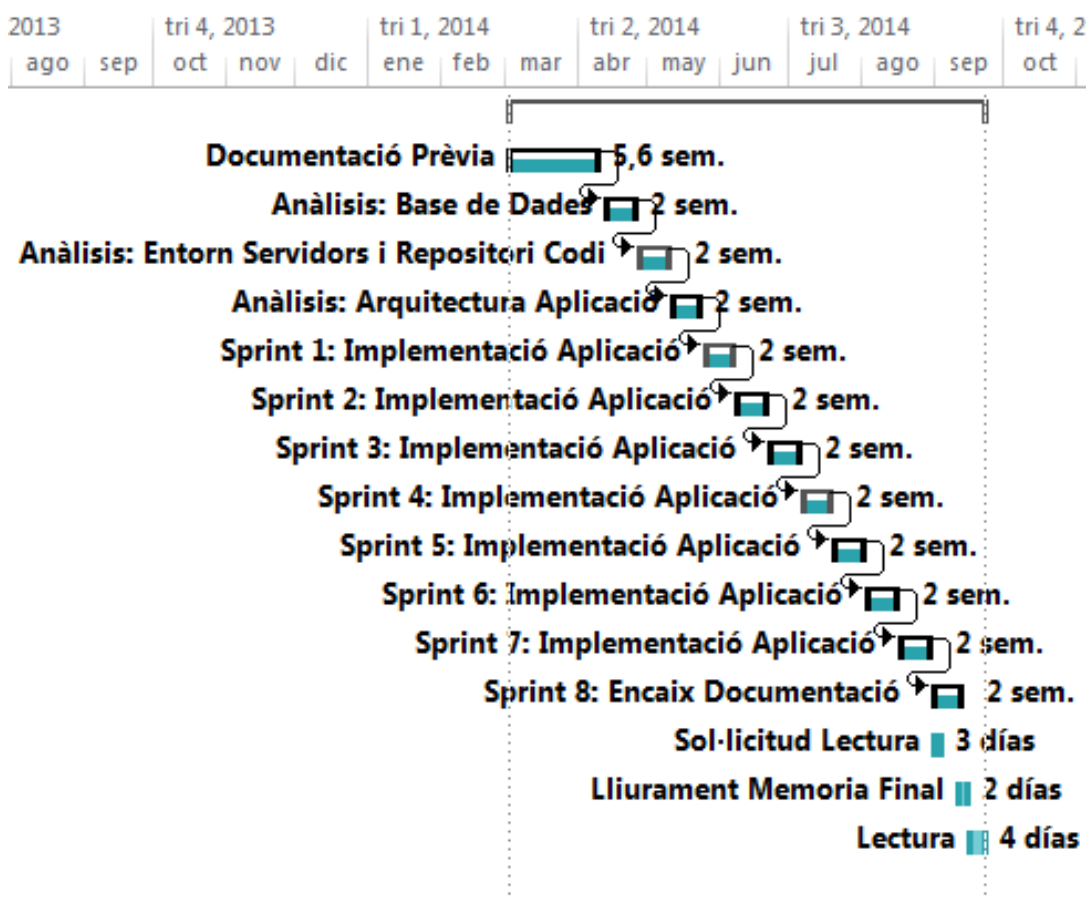 2013 tri 4, 2013 tri 1, 2014 tri 2, 2014 tri 3, 2014 tri 4, 2
ago sep oct nov dic ene feb mar abr may jun jul ago sep oct
Documentació Prèvia 5,6 sem.
Anàlisis: Base de Dades 2 sem.
Anàlisis: Entorn Servidors i Repositori Codi 2 sem.
Anàlisis: Arquitectura Aplicació 2 sem.
Sprint 1: Implementació Aplicació 2 sem.
Sprint 2: Implementació Aplicació 2 sem.
Sprint 3: Implementació Aplicació 2 sem.
Sprint 4: Implementació Aplicació 2 sem.
Sprint 5: Implementació Aplicació 2 sem.
Sprint 6: Implementació Aplicació 2 sem.
Sprint 7: Implementació Aplicació 2 sem.
Sprint 8: Encaix Documentació 2 sem.
Sol·licitud Lectura 3 días
Lliurament Memoria Final 2 días
Lectura 4 días